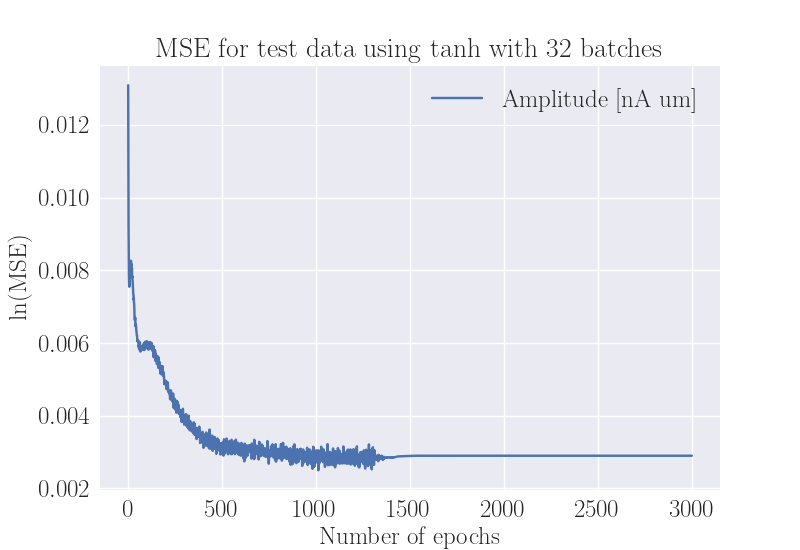 MSE for test data using tanh with 32 batches
Amplitude [nA um]
0.012
0.010
0.008
0.006
0.004
0.002
ln(MSE)
0 500 1000 1500 2000 2500 3000
Number of epochs